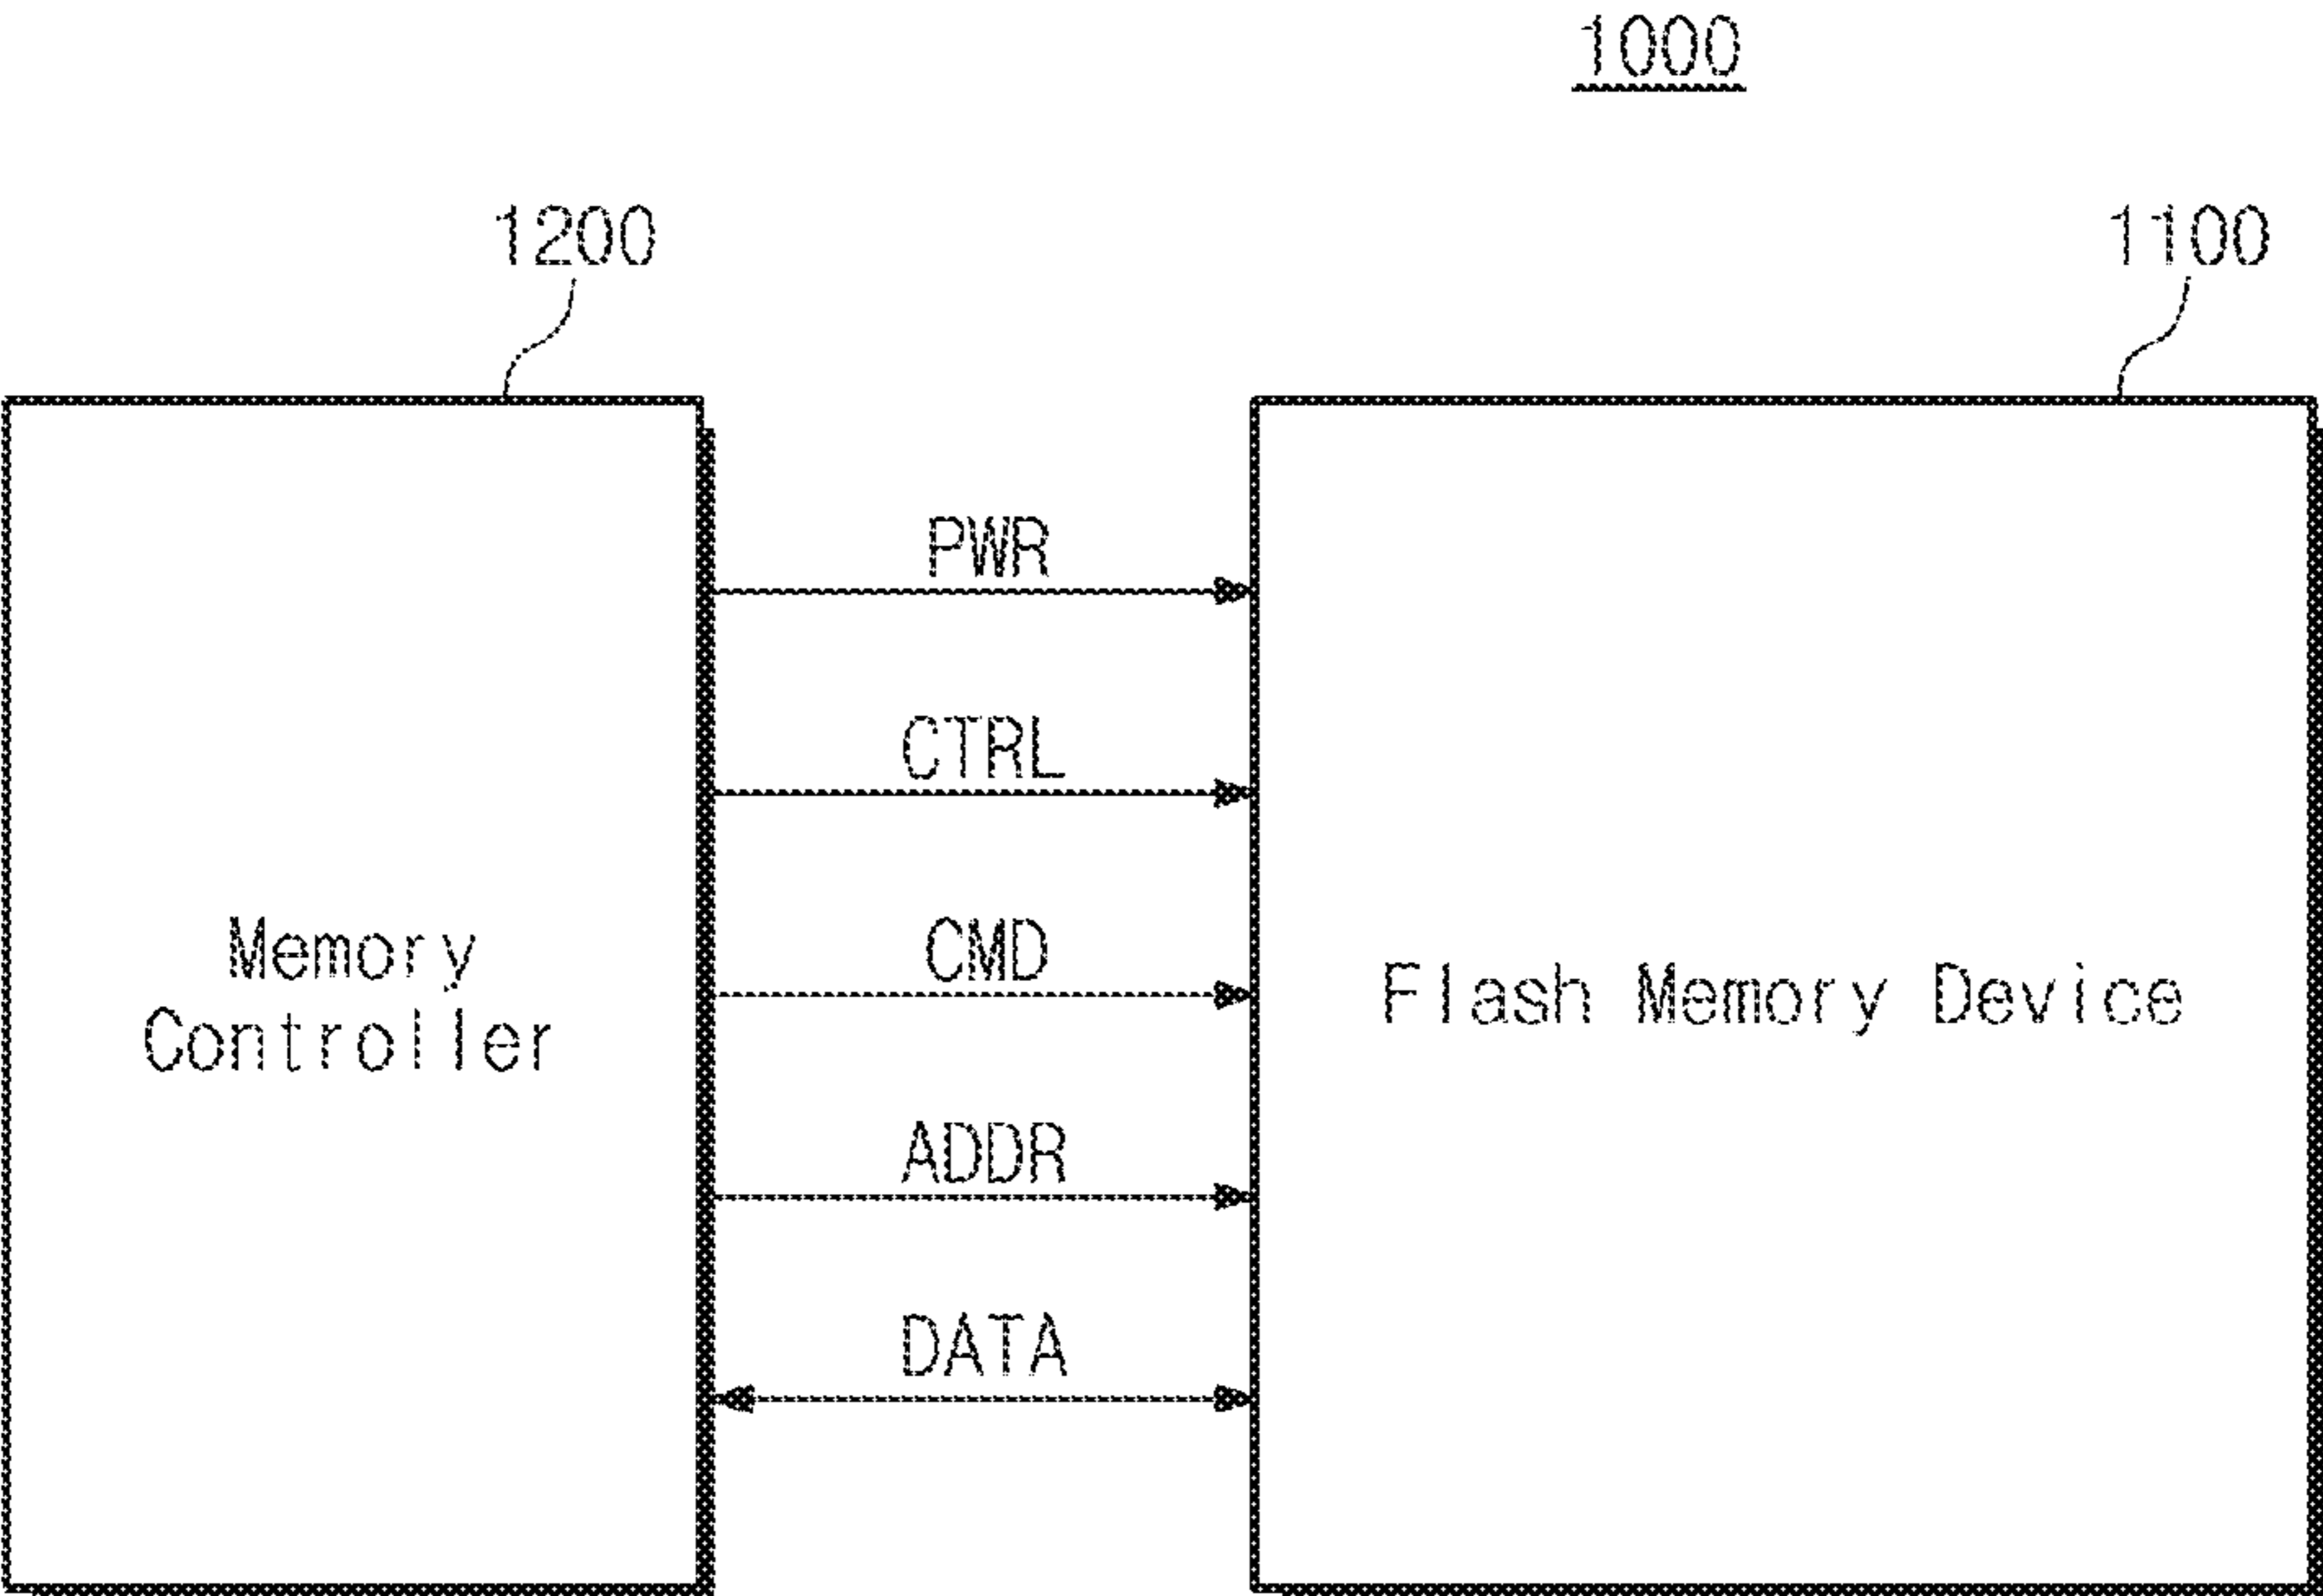 1000
1200
1100
PWR
CTRL
CMD
ADDR
DATA
Memory
Controller
Flash Memory Device